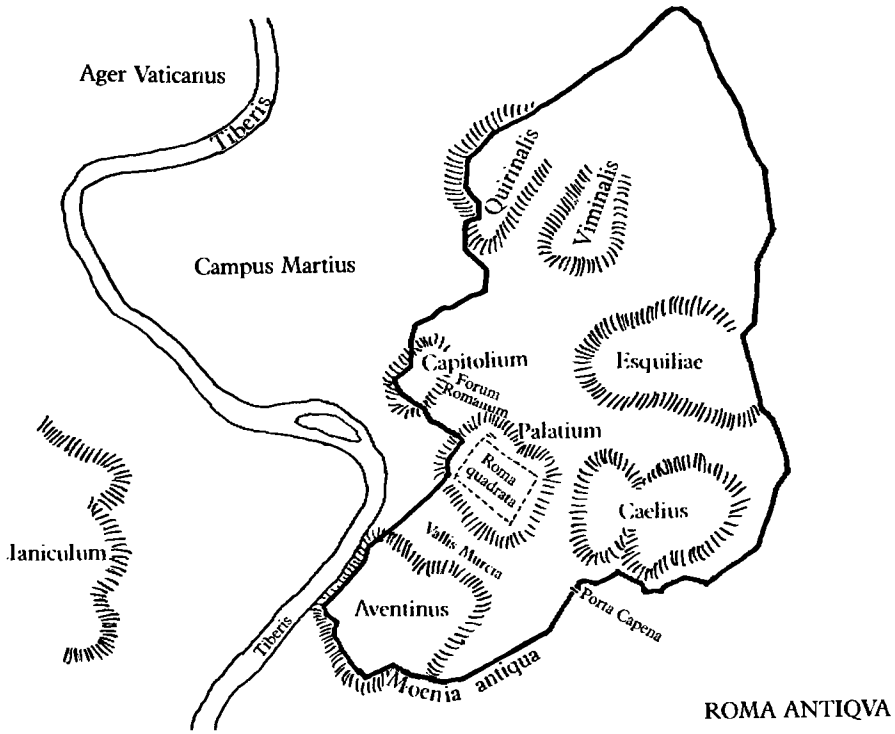 Ager Vaticanus
Tiberis
Quirinalis
Viminalis
Campus Martius
Capitolium
Esquiliae
Forum
Romanum
Palatium
Roma
quadrata
Caelius
Vallis Murcia
Ianiculum
Aventinus
Porta Capena
Tiberis
Moenia antiqua
ROMA ANTIQVA